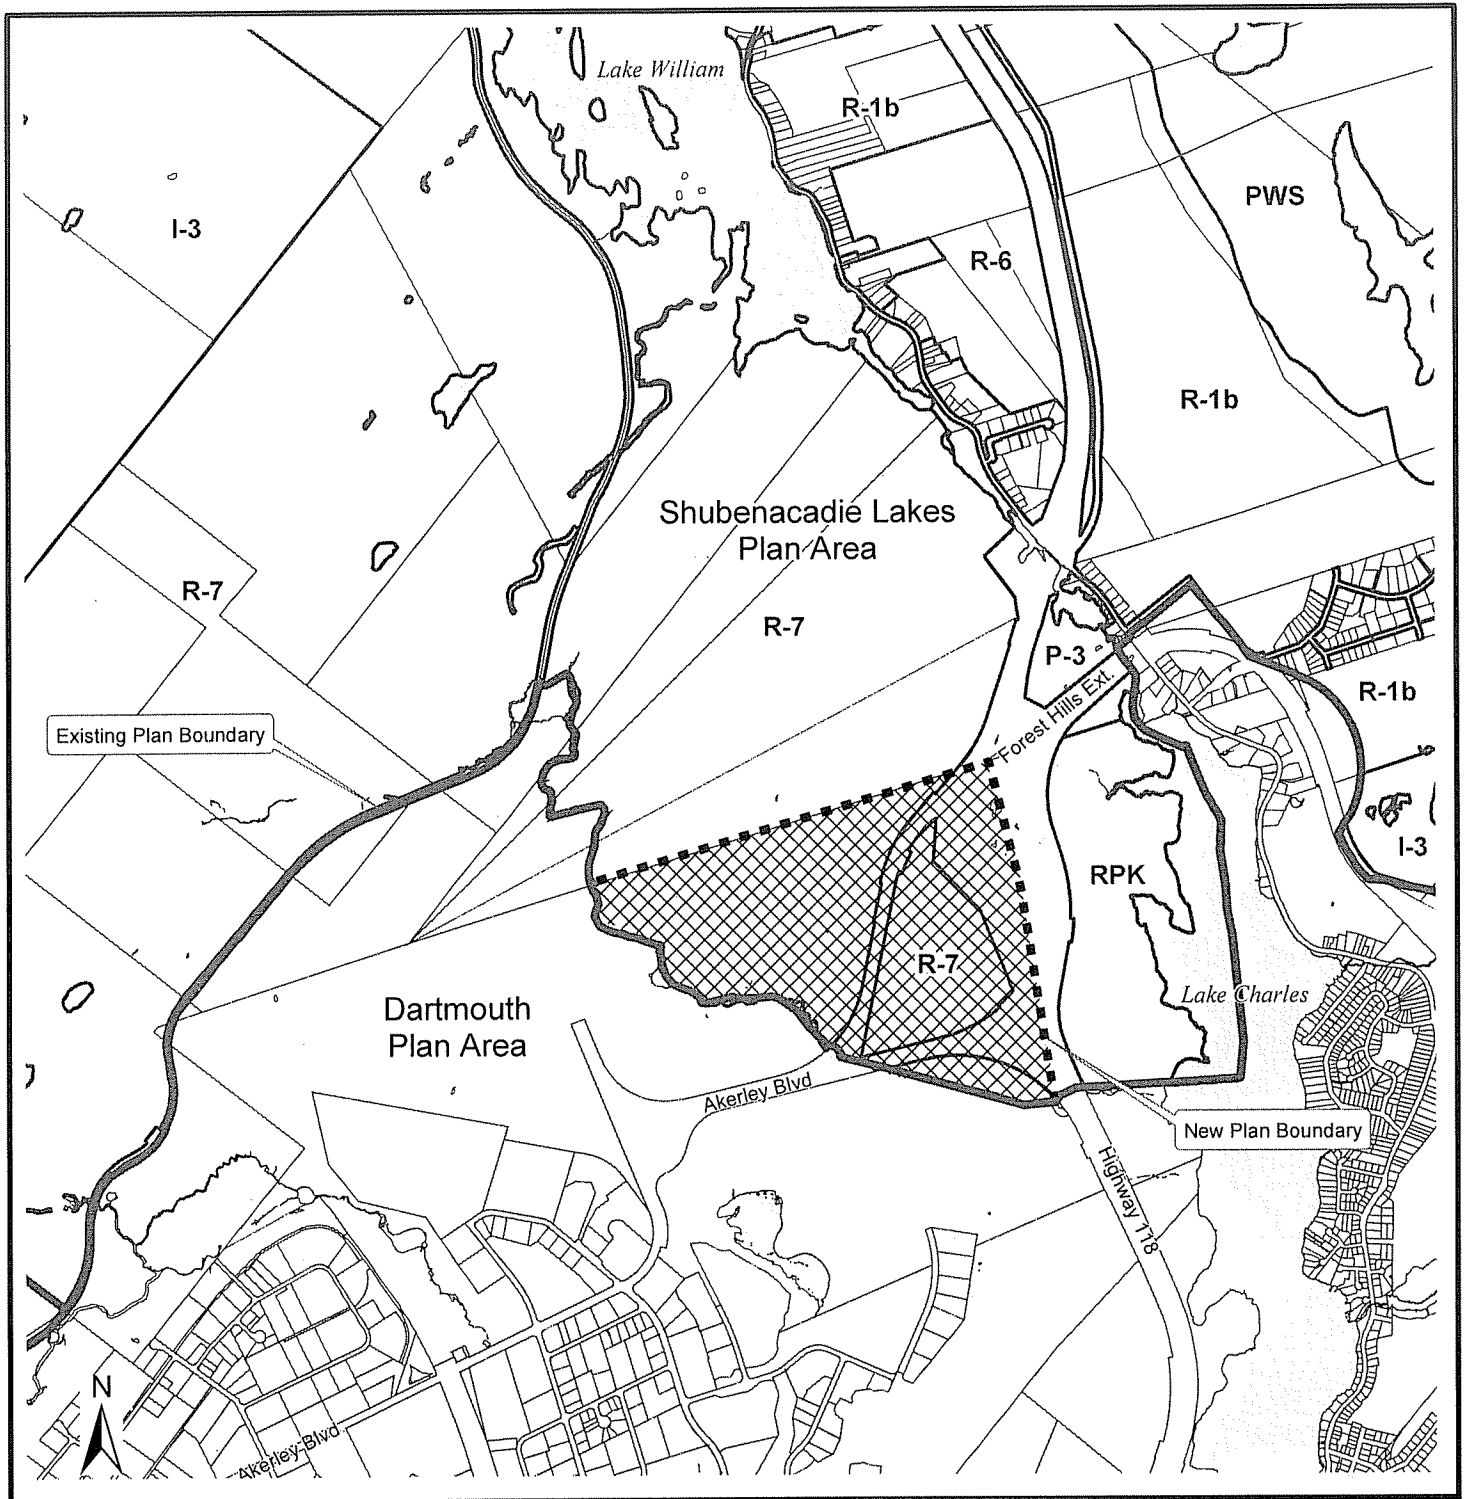 Lake William
R-1b
PWS
I-3
R-6
R-1b
Shubenacadie Lakes
Plan Area
R-7
R-7
P-3
Forest Hills Ext.
R-1b
Existing Plan Boundary
I-3
RPK
R-7
Lake Charles
Dartmouth
Plan Area
Akerley Blvd
New Plan Boundary
Highway 118
N
Akerley Blvd